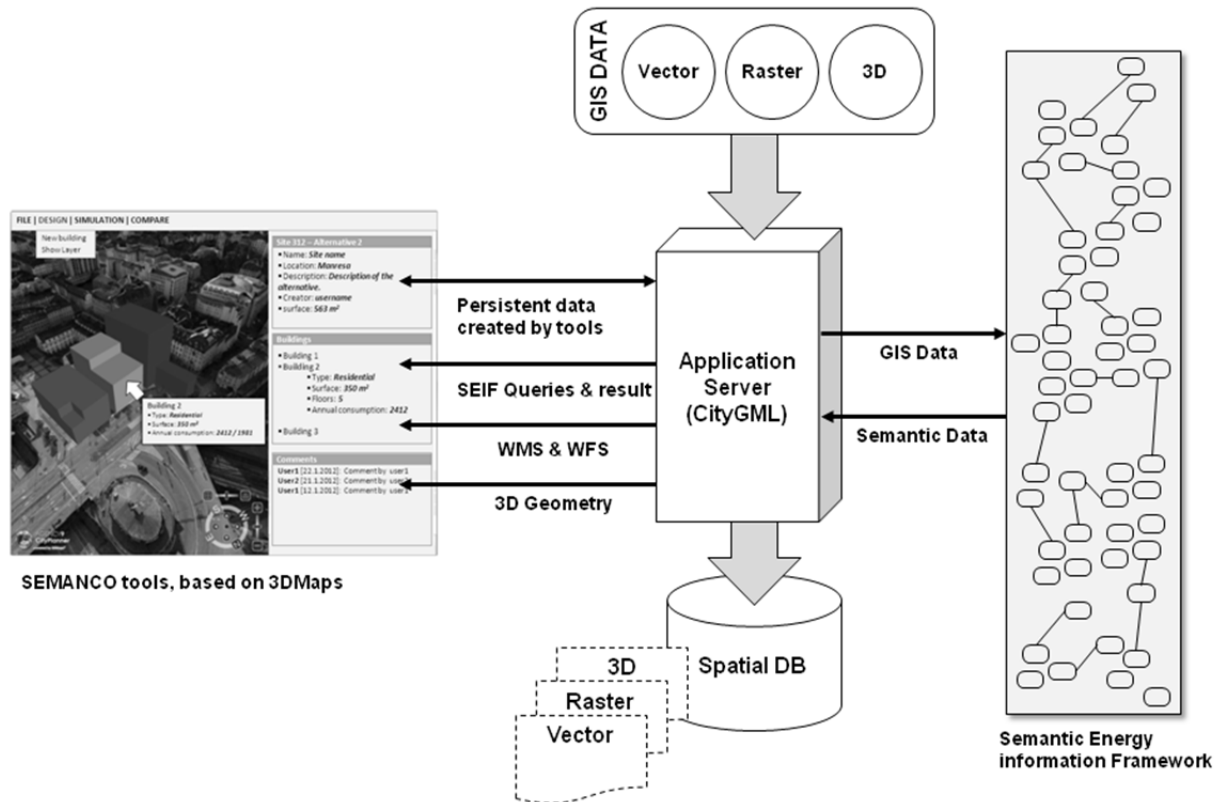 GIS DATA
Vector
Raster
3D
FILE | DESIGN | SIMULATION | COMPARE
New building
Show Layer
Site 312 – Alternative 2
▪ Name: Site name
▪ Location: Manresa
▪ Description: Description of the
alternative.
▪ Creator: username
▪ surface: 563 m²
Buildings
▪ Building 1
▪ Building 2
▪ Type: Residential
▪ Surface: 350 m²
▪ Floors: 5
▪ Annual consumption: 2412
▪ Building 3
Building 2
▪ Type: Residential
▪ Surface: 350 m²
▪ Annual consumption: 2412 / 1981
Comments
User1 [22.1.2012]: Comment by user1
User2 [21.1.2012]: Comment by user1
User1 [12.1.2012]: Comment by user1
CityPlanner
SEMANCO tools, based on 3DMaps
Persistent data
created by tools
SEIF Queries & result
WMS & WFS
3D Geometry
Application
Server
(CityGML)
GIS Data
Semantic Data
Spatial DB
3D
Raster
Vector
Semantic Energy
information Framework